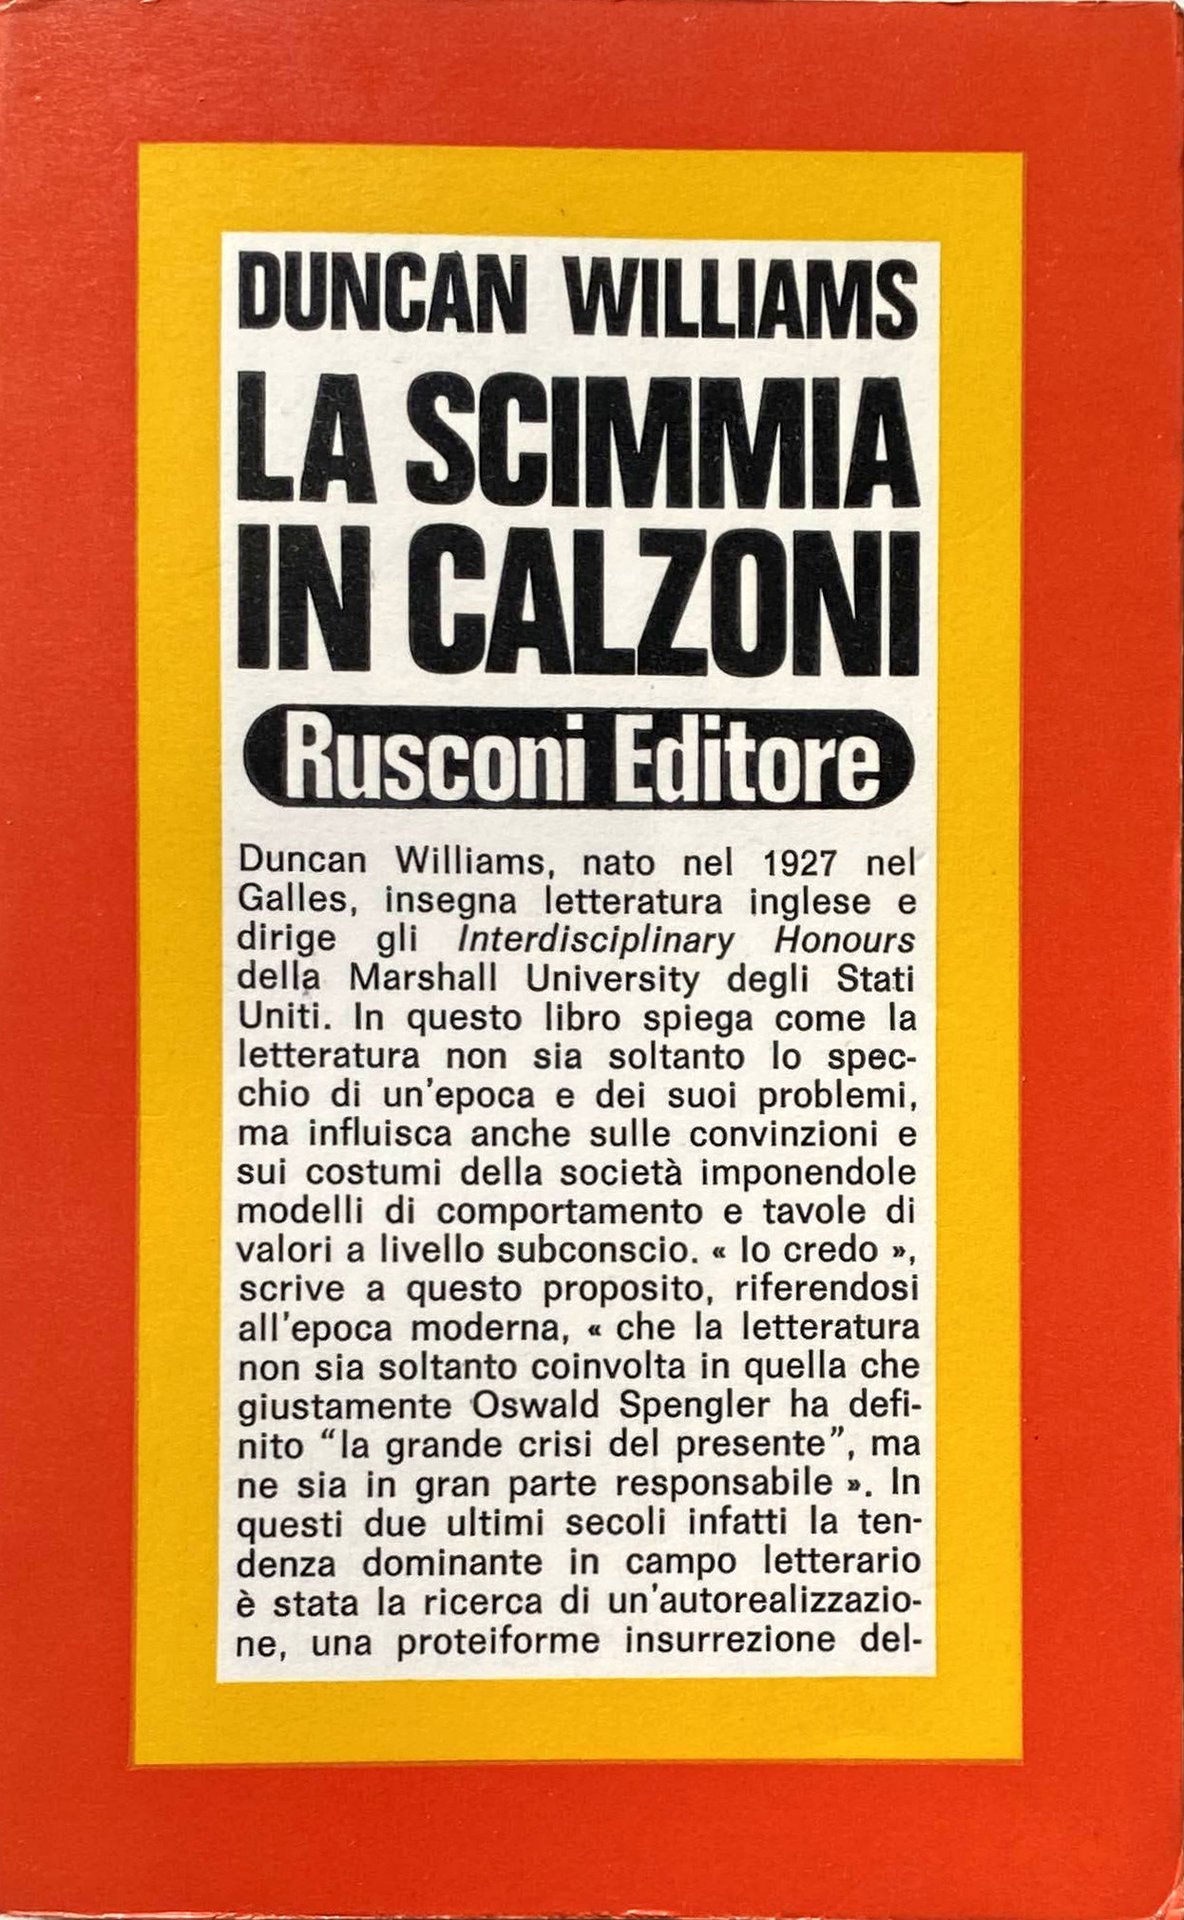 DUNCAN WILLIAMS
LA SCIMMIA
IN CALZONI
Rusconi Editore
Duncan Williams, nato nel 1927 nel
Galles, insegna letteratura inglese e
dirige gli Interdisciplinary Honours
della Marshall University degli Stati
Uniti. In questo libro spiega come la
letteratura non sia soltanto lo spec-
chio di un'epoca e dei suoi problemi,
ma influisca anche sulle convinzioni e
sui costumi della società imponendole
modelli di comportamento e tavole di
valori a livello subconscio. « Io credo »,
scrive a questo proposito, riferendosi
all'epoca moderna, « che la letteratura
non sia soltanto coinvolta in quella che
giustamente Oswald Spengler ha defi-
nito “la grande crisi del presente”, ma
ne sia in gran parte responsabile ». In
questi due ultimi secoli infatti la ten-
denza dominante in campo letterario
è stata la ricerca di un'autorealizzazio-
ne, una proteiforme insurrezione del-